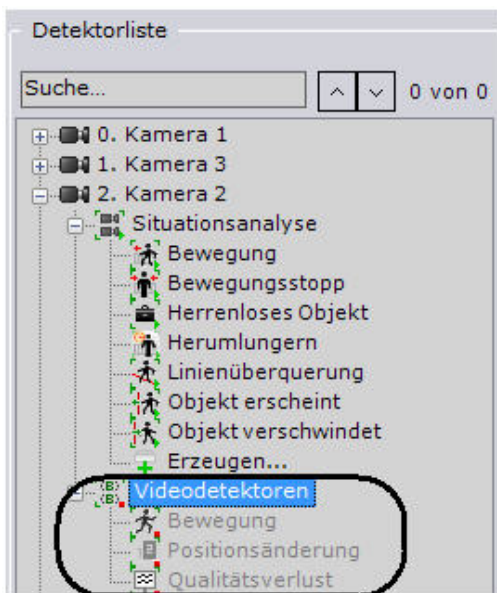 Detektorliste
Suche...
0 von 0
0. Kamera 1
1. Kamera 3
2. Kamera 2
Situationsanalyse
Bewegung
Bewegungsstopp
Herrenloses Objekt
Herumlungern
Linienüberquerung
Objekt erscheint
Objekt verschwindet
Erzeugen...
Videodetektoren
Bewegung
Positionsänderung
Qualitätsverlust